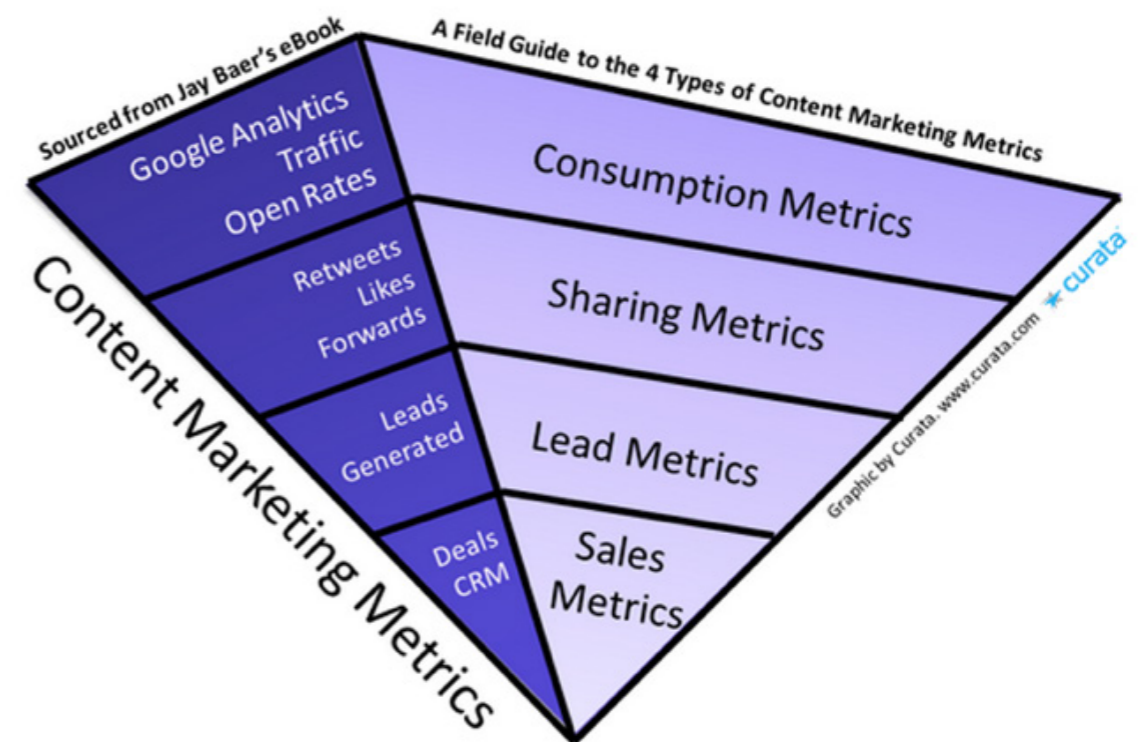 Sourced from Jay Baer's eBook
A Field Guide to the 4 Types of Content Marketing Metrics
Google Analytics
Traffic
Open Rates
Consumption Metrics
Retweets
Likes
Forwards
Sharing Metrics
Leads
Generated
Lead Metrics
Deals
CRM
Sales
Metrics
Content Marketing Metrics
Graphic by Curata. www.curata.com
curata